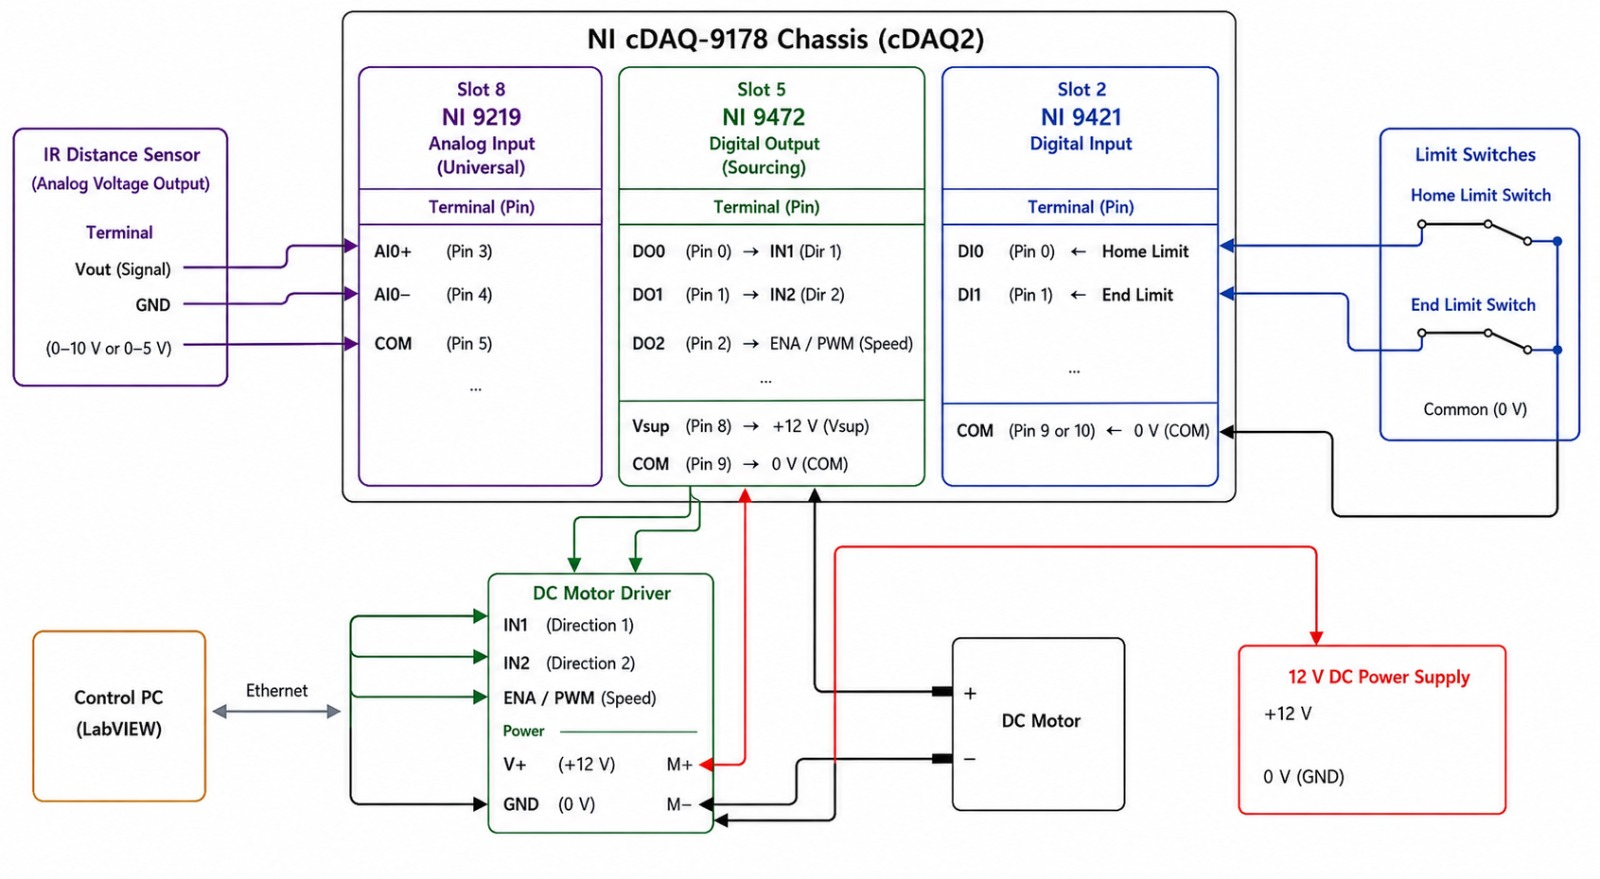 NI cDAQ-9178 Chassis (cDAQ2)
IR Distance Sensor
(Analog Voltage Output)
Terminal
Vout (Signal)
GND
(0–10 V or 0–5 V)
Slot 8
NI 9219
Analog Input
(Universal)
Terminal (Pin)
AI0+ (Pin 3)
AI0– (Pin 4)
COM (Pin 5)
...
Slot 5
NI 9472
Digital Output
(Sourcing)
Terminal (Pin)
DO0 (Pin 0) → IN1 (Dir 1)
DO1 (Pin 1) → IN2 (Dir 2)
DO2 (Pin 2) → ENA / PWM (Speed)
...
Vsup (Pin 8) → +12 V (Vsup)
COM (Pin 9) → 0 V (COM)
Slot 2
NI 9421
Digital Input
Terminal (Pin)
DI0 (Pin 0) ← Home Limit
DI1 (Pin 1) ← End Limit
...
COM (Pin 9 or 10) ← 0 V (COM)
Limit Switches
Home Limit Switch
End Limit Switch
Common (0 V)
Control PC
(LabVIEW)
Ethernet
DC Motor Driver
IN1 (Direction 1)
IN2 (Direction 2)
ENA / PWM (Speed)
Power
V+ (+12 V) M+
GND (0 V) M–
+
DC Motor
–
12 V DC Power Supply
+12 V
0 V (GND)